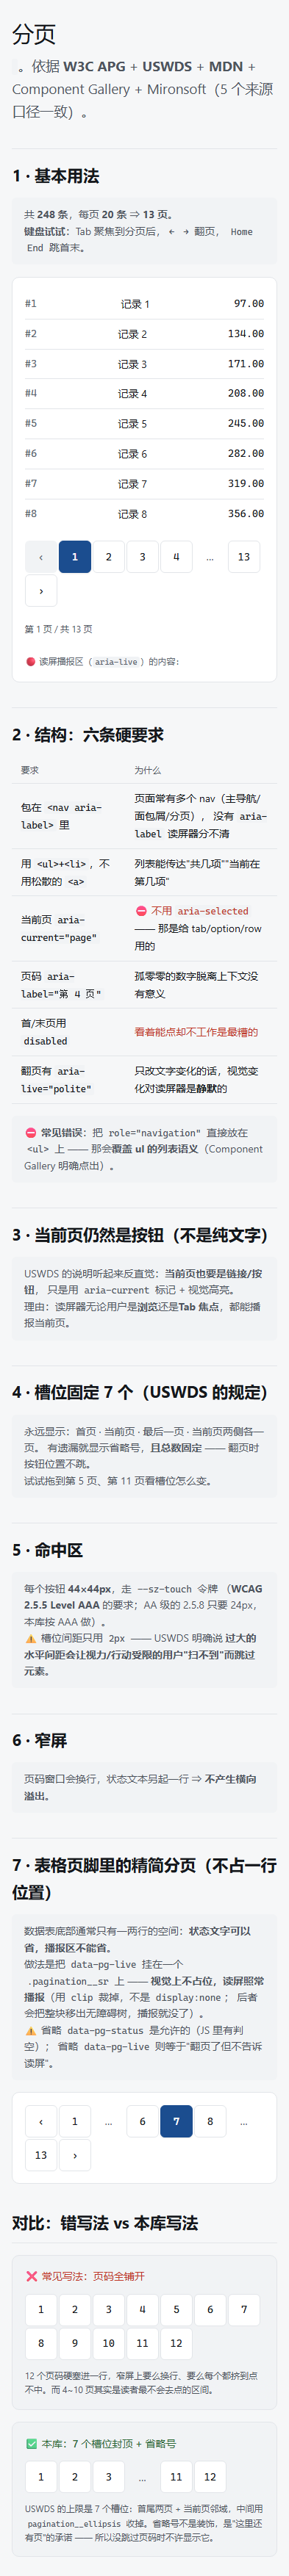 分页
。依据 W3C APG + USWDS + MDN +
Component Gallery + Mironsoft（5 个来源
口径一致）。
1 · 基本用法
共 248 条，每页 20 条 ⇒ 13 页。
键盘试试：Tab 聚焦到分页后， ← → 翻页， Home
End 跳首末。
#1 记录 1 97.00
#2 记录 2 134.00
#3 记录 3 171.00
#4 记录 4 208.00
#5 记录 5 245.00
#6 记录 6 282.00
#7 记录 7 319.00
#8 记录 8 356.00
‹ 1 2 3 4 … 13
›
第 1 页 / 共 13 页
读屏播报区（aria-live）的内容：
2 · 结构：六条硬要求
要求 为什么
包在 <nav aria-label> 里 页面常有多个 nav（主导航/面包屑/分页），没有 aria-label 读屏器分不清
用 <ul>+<li>，不用松散的 <a> 列表能传达"共几项""当前在第几项"
当前页 aria-current="page" ⛔ 不用 aria-selected —— 那是给 tab/option/row 用的
页码 aria-label="第 4 页" 孤零零的数字脱离上下文没有意义
首/末页用 disabled 看着能点却不工作是最糟的
翻页有 aria-live="polite" 只改文字变化的话，视觉变化对读屏器是静默的
⛔ 常见错误：把 role="navigation" 直接放在
<ul> 上 —— 那会覆盖 ul 的列表语义（Component
Gallery 明确点出）。
3 · 当前页仍然是按钮（不是纯文字）
USWDS 的说明听起来反直觉：当前页也要是链接/按
钮， 只是用 aria-current 标记 + 视觉高亮。
理由：读屏器无论用户是浏览还是Tab 焦点，都能播
报当前页。
4 · 槽位固定 7 个（USWDS 的规定）
永远显示：首页 · 当前页 · 最后一页 · 当前页两侧各一
页。 有遗漏就显示省略号，且总数固定 —— 翻页时
按钮位置不跳。
试试拖到第 5 页、第 11 页看槽位怎么变。
5 · 命中区
每个按钮 44×44px，走 --sz-touch 令牌 （WCAG
2.5.5 Level AAA 的要求；AA 级的 2.5.8 只要 24px，
本库按 AAA 做）。
⚠️ 槽位间距只用 2px —— USWDS 明确说 过大的
水平间距会让视力/行动受限的用户"扫不到"而跳过
元素。
6 · 窄屏
页码窗口会换行，状态文本另起一行 ⇒ 不产生横向
溢出。
7 · 表格页脚里的精简分页（不占一行
位置）
数据表底部通常只有一两行的空间：状态文字可以
省，播报区不能省。
做法是把 data-pg-live 挂在一个
.pagination__sr 上 —— 视觉上不占位，读屏照常
播报（用 clip 裁掉，不是 display:none ； 后者
会把整块移出无障碍树，播报就没了）。
⚠️ 省略 data-pg-status 是允许的（JS 里有判
空）； 省略 data-pg-live 则等于"翻页了但不告诉
读屏"。
‹ 1 … 6 7 8 …
13 ›
对比：错写法 vs 本库写法
❌ 常见写法：页码全铺开
1 2 3 4 5 6 7
8 9 10 11 12
12 个页码硬塞进一行，窄屏上要么换行、要么每个都挤到点
不中。而 4~10 页其实是读者最不会去点的区间。
✅ 本库：7 个槽位封顶 + 省略号
1 2 3 … 11 12
USWDS 的上限是 7 个槽位：首尾两页 + 当前页邻域，中间用
pagination__ellipsis 收掉。省略号不是装饰，是"这里还
有页"的承诺 —— 所以没跳过页码时不许显示它。